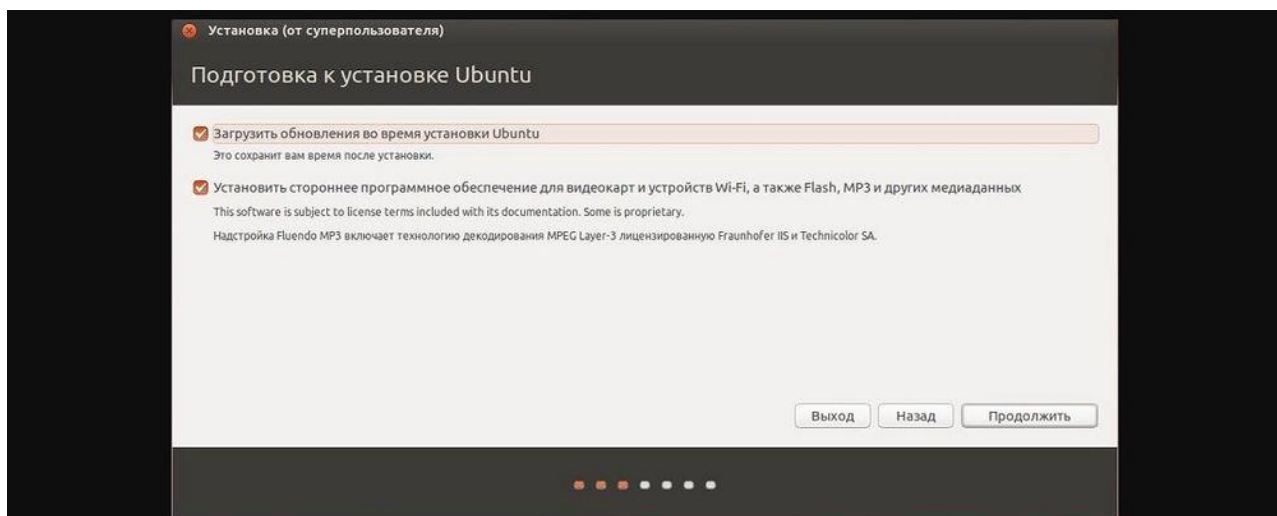 Установка (от суперпользователя)
Подготовка к установке Ubuntu
Загрузить обновления во время установки Ubuntu
Это сохранит вам время после установки.
Установить стороннее программное обеспечение для видеокарт и устройств Wi-Fi, а также Flash, MP3 и других медиаданных
This software is subject to license terms included with its documentation. Some is proprietary.
Надстройка Fluendo MP3 включает технологию декодирования MPEG Layer-3 лицензированную Fraunhofer IIS и Technicolor SA.
Выход Назад Продолжить